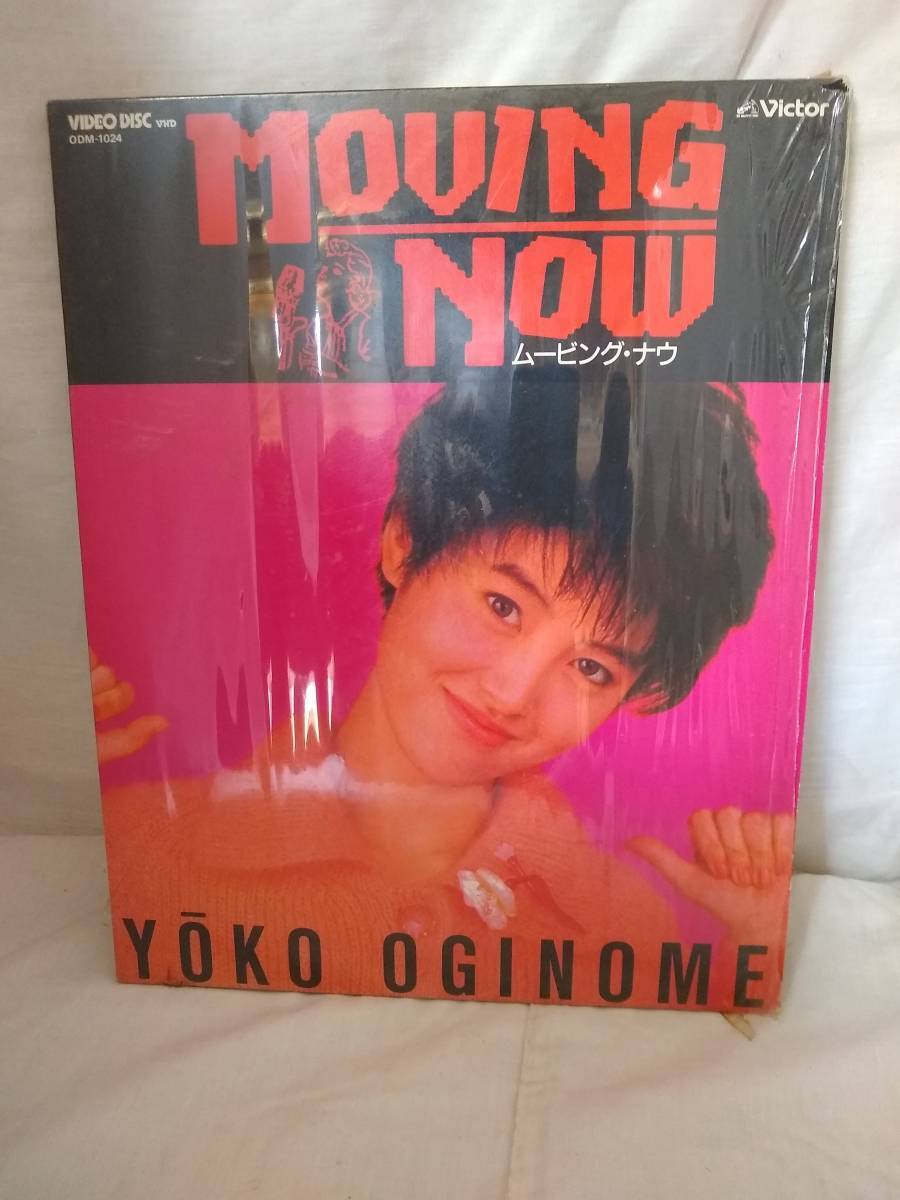 VIDEO DISC VHD
ODM-1024
Victor
MOVING
NOW
ムービング・ナウ
YŌKO OGINOME